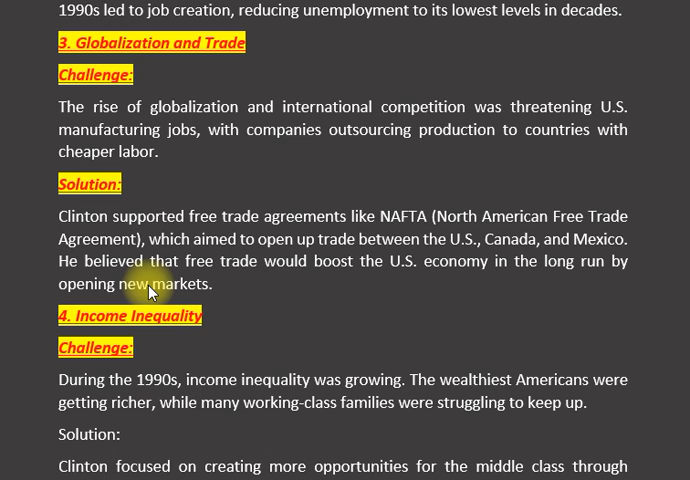 1990s led to job creation, reducing unemployment to its lowest levels in decades.
3. Globalization and Trade
Challenge:
The rise of globalization and international competition was threatening U.S.
manufacturing jobs, with companies outsourcing production to countries with
cheaper labor.
Solution:
Clinton supported free trade agreements like NAFTA (North American Free Trade
Agreement), which aimed to open up trade between the U.S., Canada, and Mexico.
He believed that free trade would boost the U.S. economy in the long run by
opening new markets.
4. Income Inequality
Challenge:
During the 1990s, income inequality was growing. The wealthiest Americans were
getting richer, while many working-class families were struggling to keep up.
Solution:
Clinton focused on creating more opportunities for the middle class through